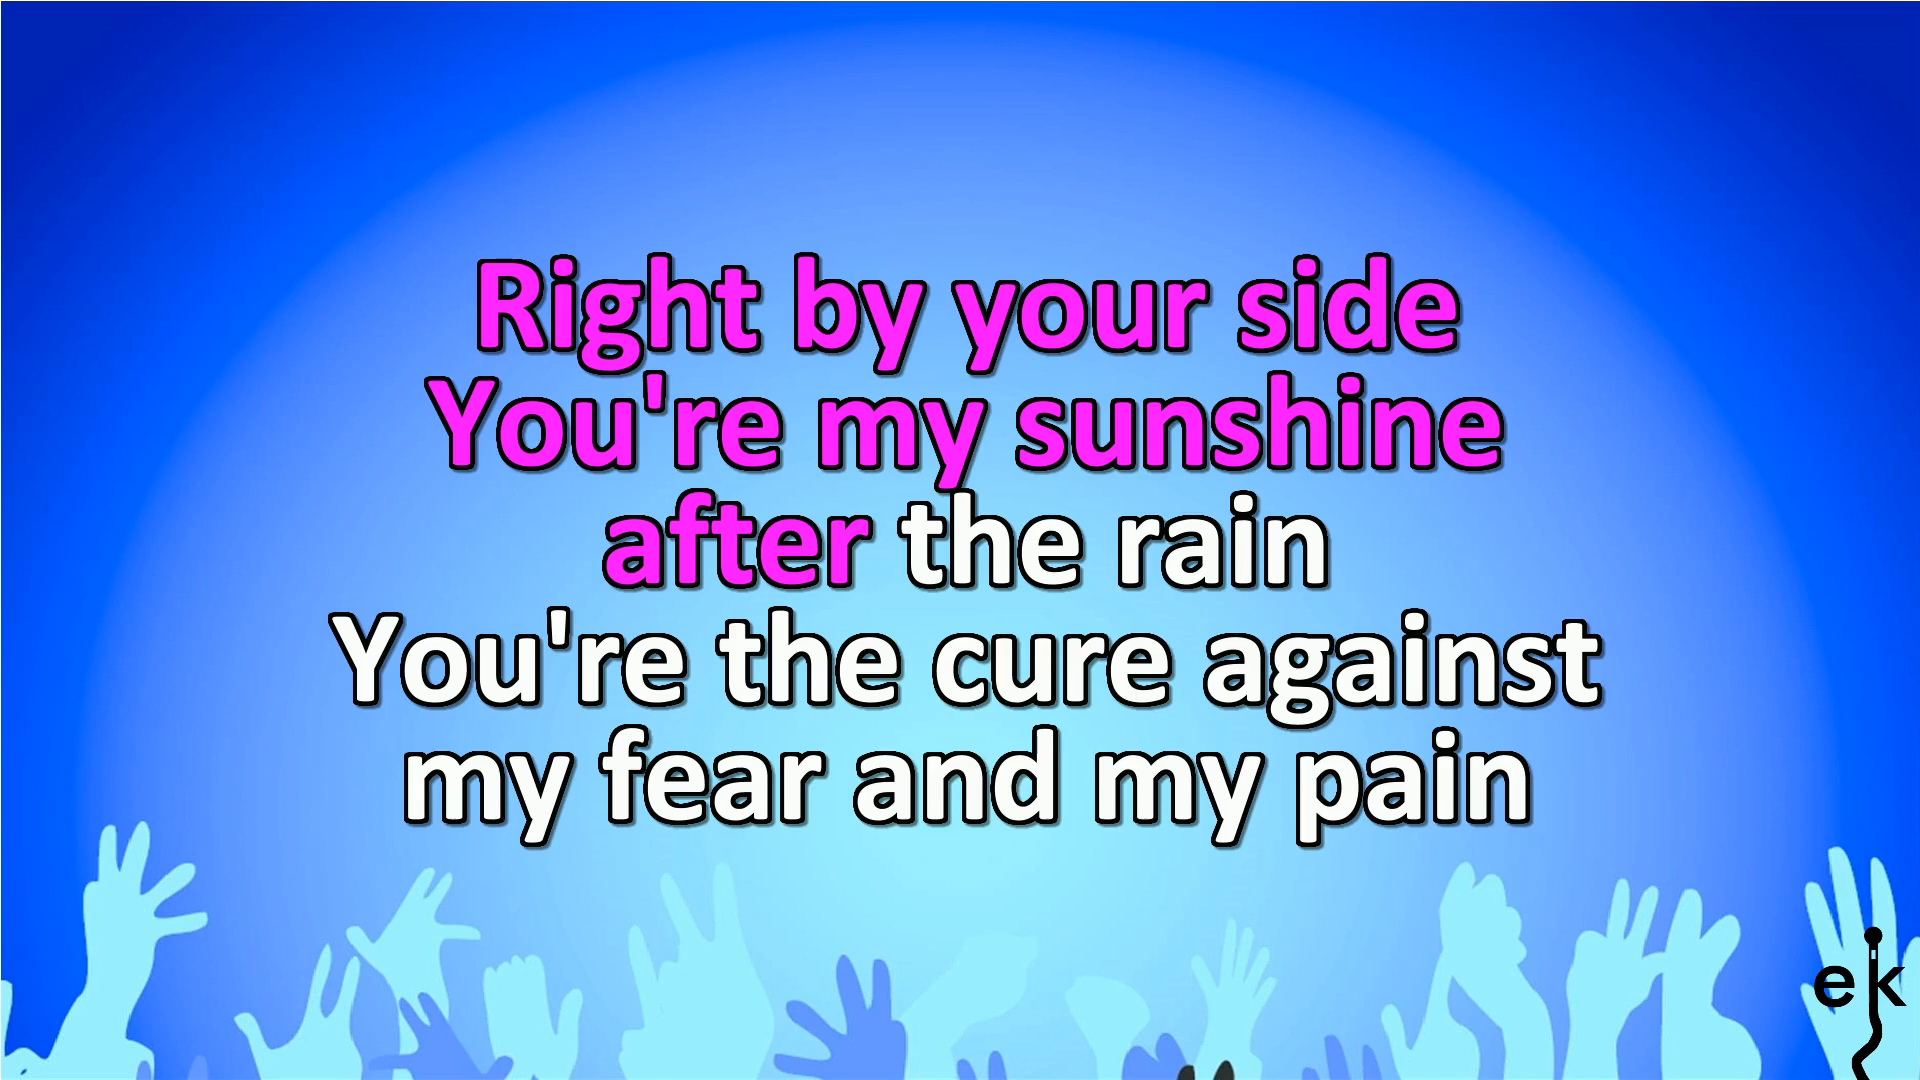 Right by your side
You're my sunshine
after the rain
You're the cure against
my fear and my pain
ek